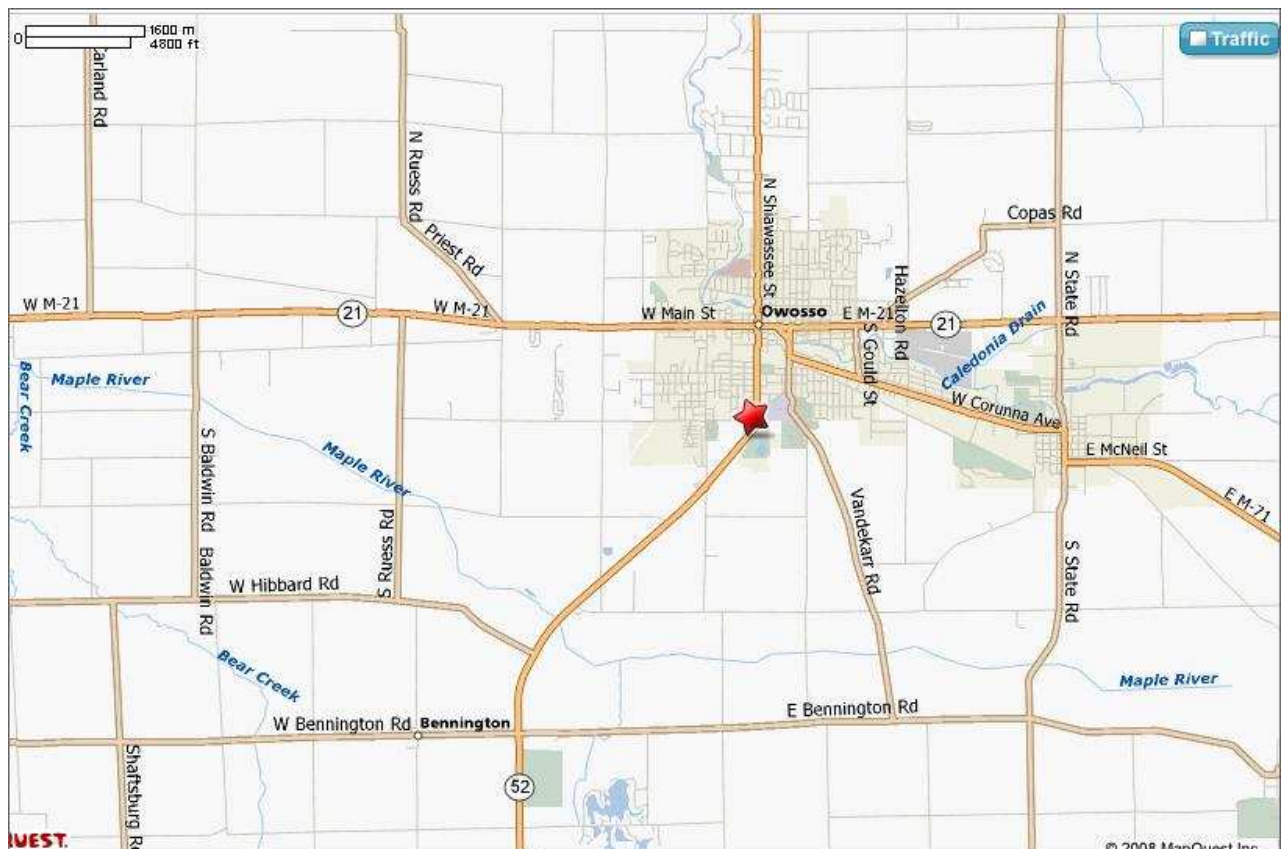 0
1600 m
4800 ft
Traffic
N Ruess Rd
Priest Rd
N Shiawassee St
Copas Rd
N State Rd
Hazelton Rd
W M-21
21
W M-21
W Main St
Owosso
E M-21
21
Caledonia Drain
S Gould St
Bear Creek
Maple River
W Corunna Ave
S Baldwin Rd
Maple River
E McNeil St
E M-71
Vandekarr Rd
S Ruess Rd
S State Rd
Baldwin Rd
W Hibbard Rd
Bear Creek
Maple River
W Bennington Rd
Bennington
E Bennington Rd
Shaftsburg Rd
52
QUEST.
© 2008 MapQuest Inc.